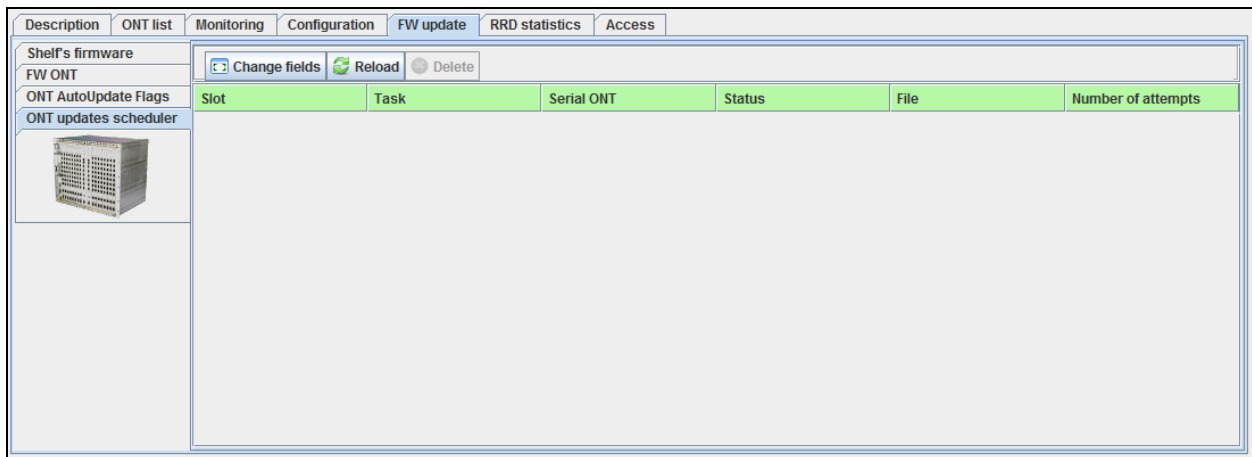 Description ONT list Monitoring Configuration FW update RRD statistics Access
Shelf's firmware
FW ONT
ONT AutoUpdate Flags
ONT updates scheduler
Change fields Reload Delete
Slot Task Serial ONT Status File Number of attempts